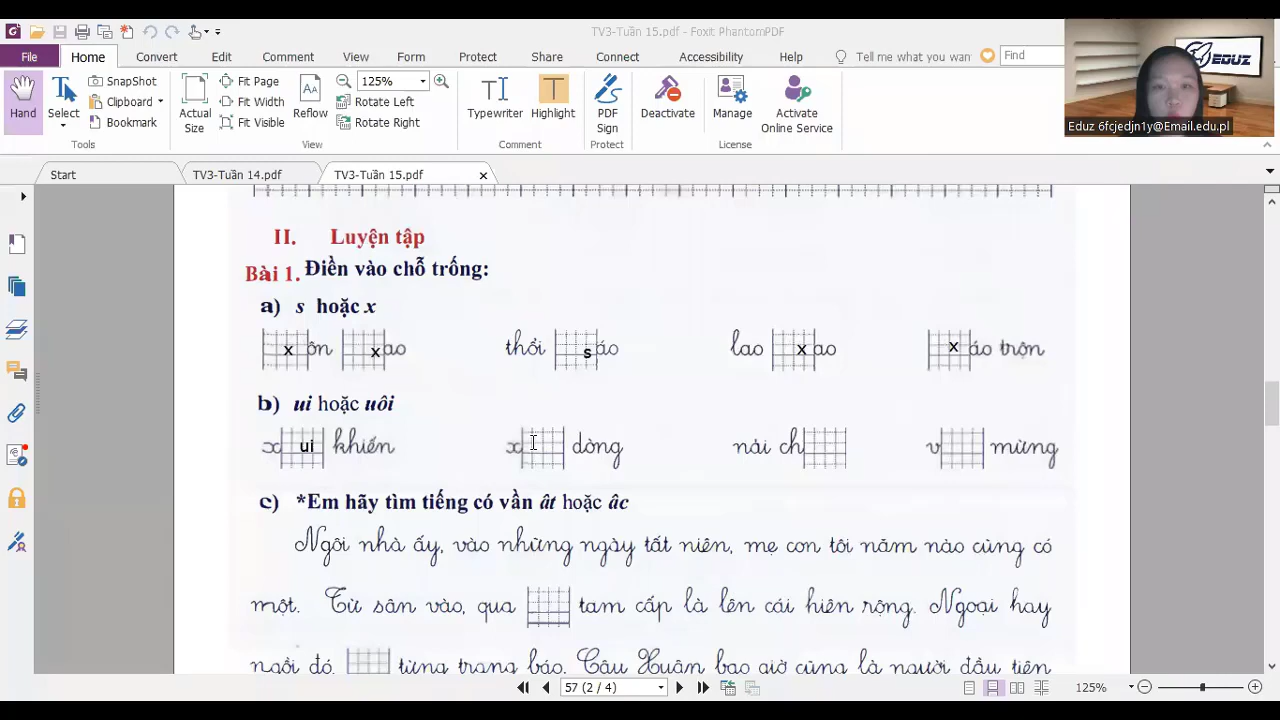 TV3-Tuần 15.pdf - Foxit PhantomPDF
File Home Convert Edit Comment View Form Protect Share Connect Accessibility Help Tell me what you want Find
EDUZ
Hand Select SnapShot Clipboard Bookmark Actual Size Fit Page Fit Width Fit Visible Reflow 125% Rotate Left Rotate Right Typewriter Highlight PDF Sign Deactivate Manage Activate Online Service
Eduz 6fcjedjn1y@Email.edu.pl
Tools View Comment Protect License
Start TV3-Tuần 14.pdf TV3-Tuần 15.pdf
II. Luyện tập
Bài 1. Điền vào chỗ trống:
a) s hoặc x
x ôn x ao thổi s áo lao x ao x áo trộn
b) ui hoặc uôi
x ui khiến x dòng nải ch v mừng
c) *Em hãy tìm tiếng có vần ât hoặc âc
Ngôi nhà ấy, vào những ngày tất niên, mẹ con tôi năm nào cũng có
một. Từ sân vào, qua tam cấp là lên cái hiên rộng. Ngoại hay
ngồi đó từng trang báo. Cậu Xuân bao giờ cũng là người đầu tiên
57 (2 / 4) 125%